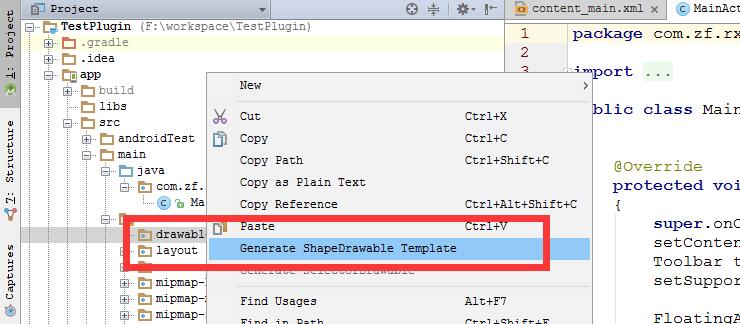 Project
content_main.xml
MainAct
TestPlugin (F:\workspace\TestPlugin)
.gradle
.idea
app
build
libs
src
androidTest
main
java
com.zf.
Ma
drawabl
layout
mipmap-
mipmap-
1: Project
7: Structure
Captures
New
Cut Ctrl+X
Copy Ctrl+C
Copy Path Ctrl+Shift+C
Copy as Plain Text
Copy Reference Ctrl+Alt+Shift+C
Paste Ctrl+V
Generate ShapeDrawable Template
Generate SelectorDrawable
Find Usages Alt+F7
Find in Path Ctrl+Shift+F
1 package com.zf.rx
2
3 import ...
public class Main
@Override
protected voi
{
super.onC
setConten
Toolbar t
setSuppor
FloatingA